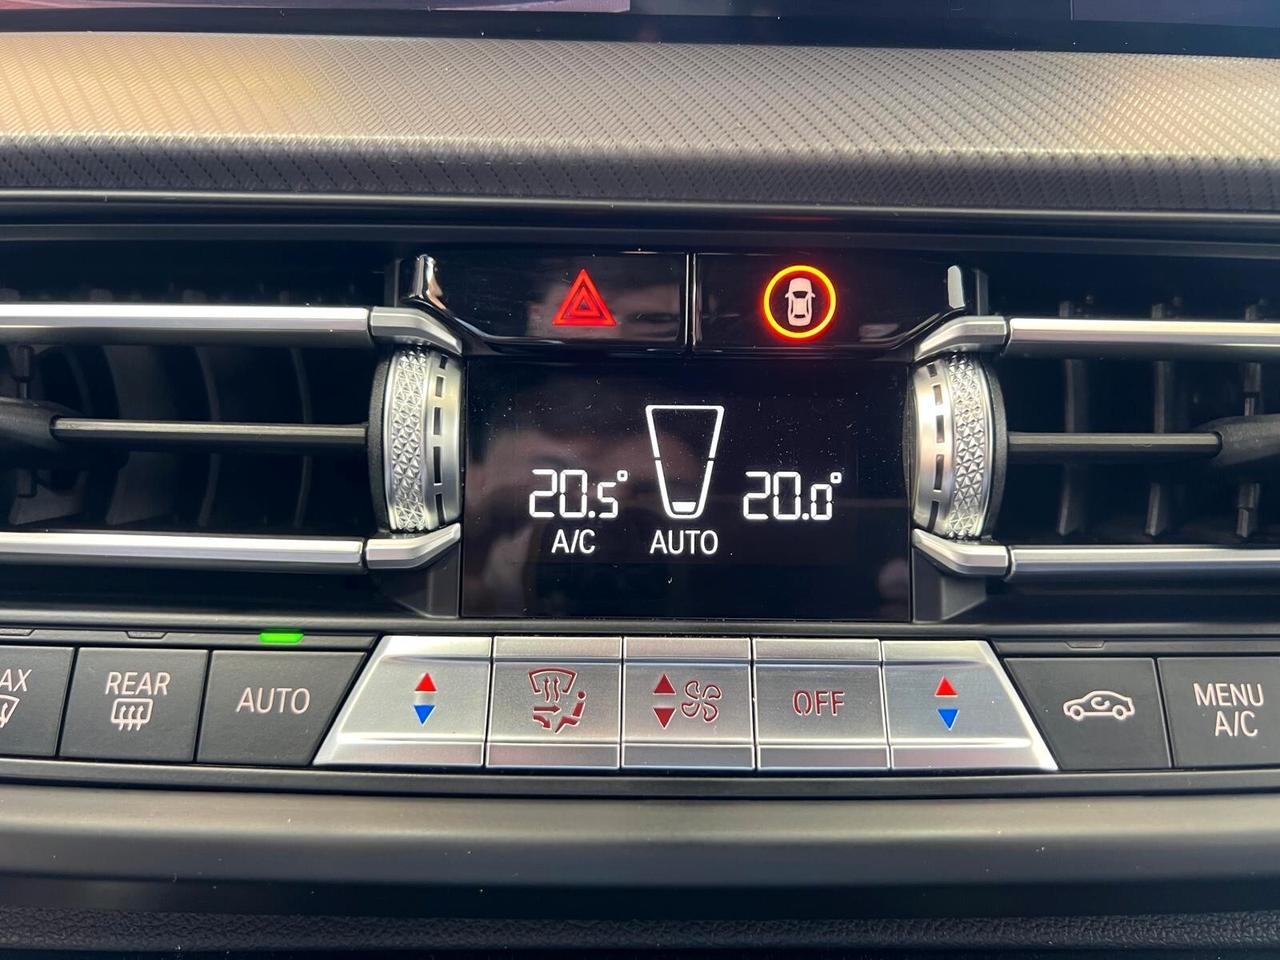 20.5° 20.0°
A/C AUTO
AX
REAR
AUTO
OFF
MENU
A/C